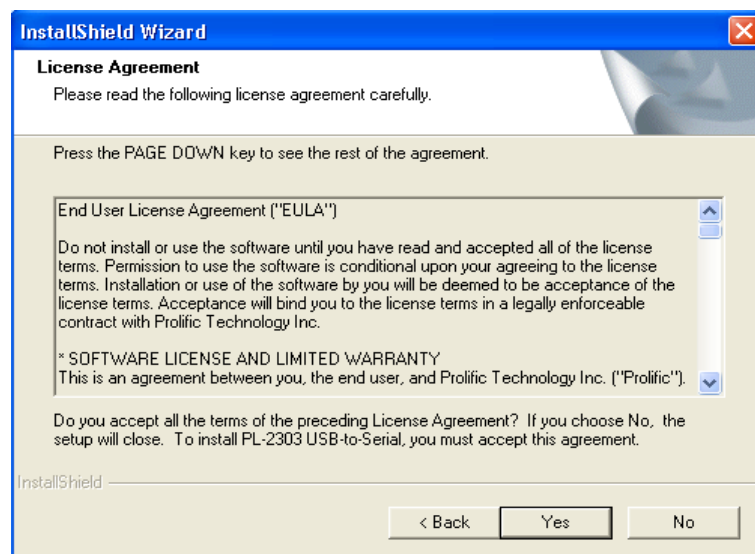 InstallShield Wizard
License Agreement
Please read the following license agreement carefully.
Press the PAGE DOWN key to see the rest of the agreement.
End User License Agreement ("EULA")
Do not install or use the software until you have read and accepted all of the license
terms. Permission to use the software is conditional upon your agreeing to the license
terms. Installation or use of the software by you will be deemed to be acceptance of the
license terms. Acceptance will bind you to the license terms in a legally enforceable
contract with Prolific Technology Inc.
* SOFTWARE LICENSE AND LIMITED WARRANTY
This is an agreement between you, the end user, and Prolific Technology Inc. ("Prolific").
Do you accept all the terms of the preceding License Agreement? If you choose No, the
setup will close. To install PL-2303 USB-to-Serial, you must accept this agreement.
InstallShield
< Back
Yes
No